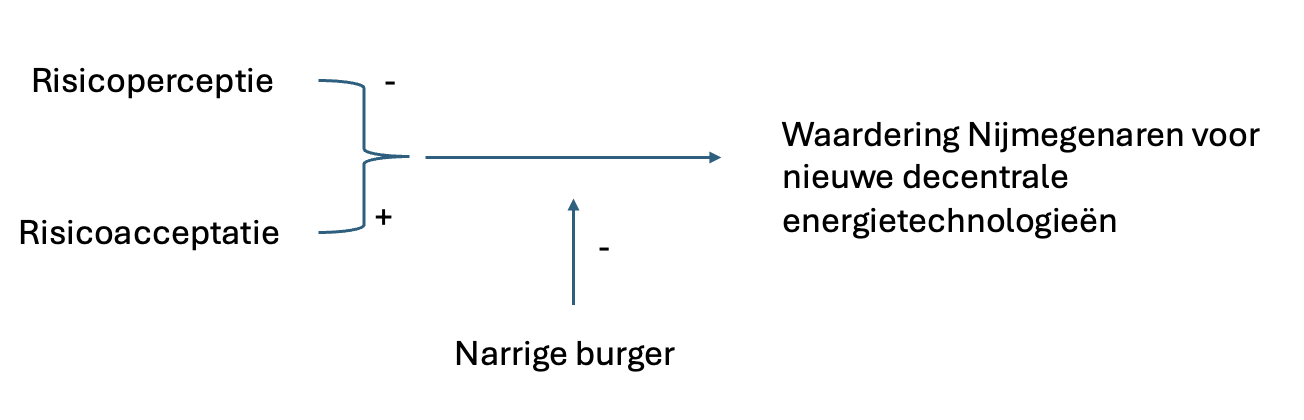 Risicoperceptie
-
Waardering Nijmegenaren voor
nieuwe decentrale
energietechnologieën
+
Risicoacceptatie
-
Narrige burger